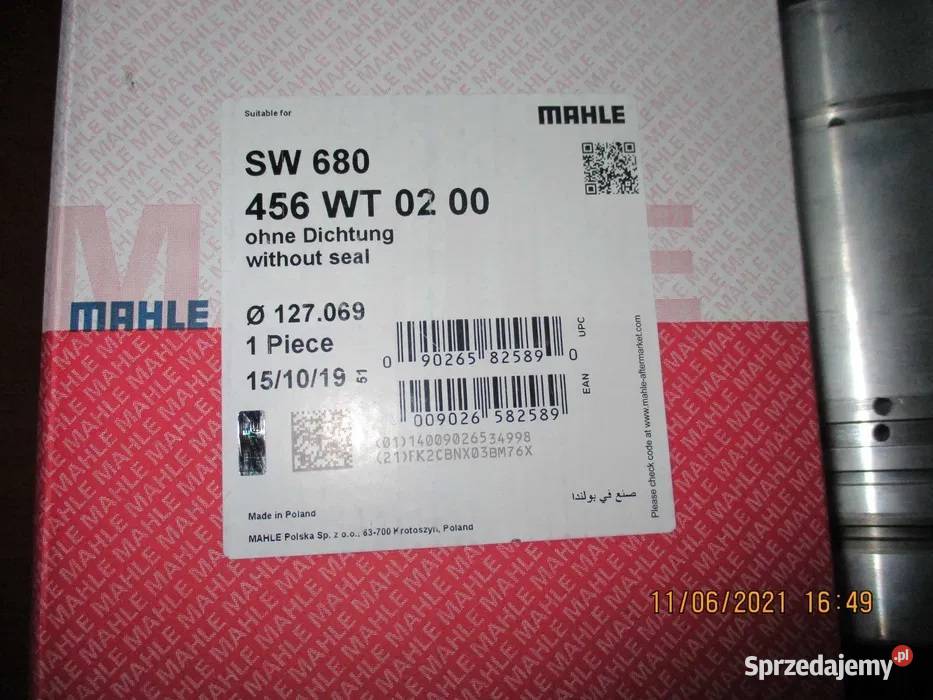 Suitable for
MAHLE
SW 680
456 WT 02 00
ohne Dichtung
without seal
Ø 127.069
1 Piece
15/10/19 51
0 90265 82589 0 UPC
009026 582589 EAN
(01)14009026534998
(21)FK2CBNX03BM76X
صنع في بولندا
Made in Poland
MAHLE Polska Sp. z o.o., 63-700 Krotoszyn, Poland
Please check code at www.mahle-aftermarket.com
MAHLE
11/06/2021 16:49
Sprzedajemy.pl